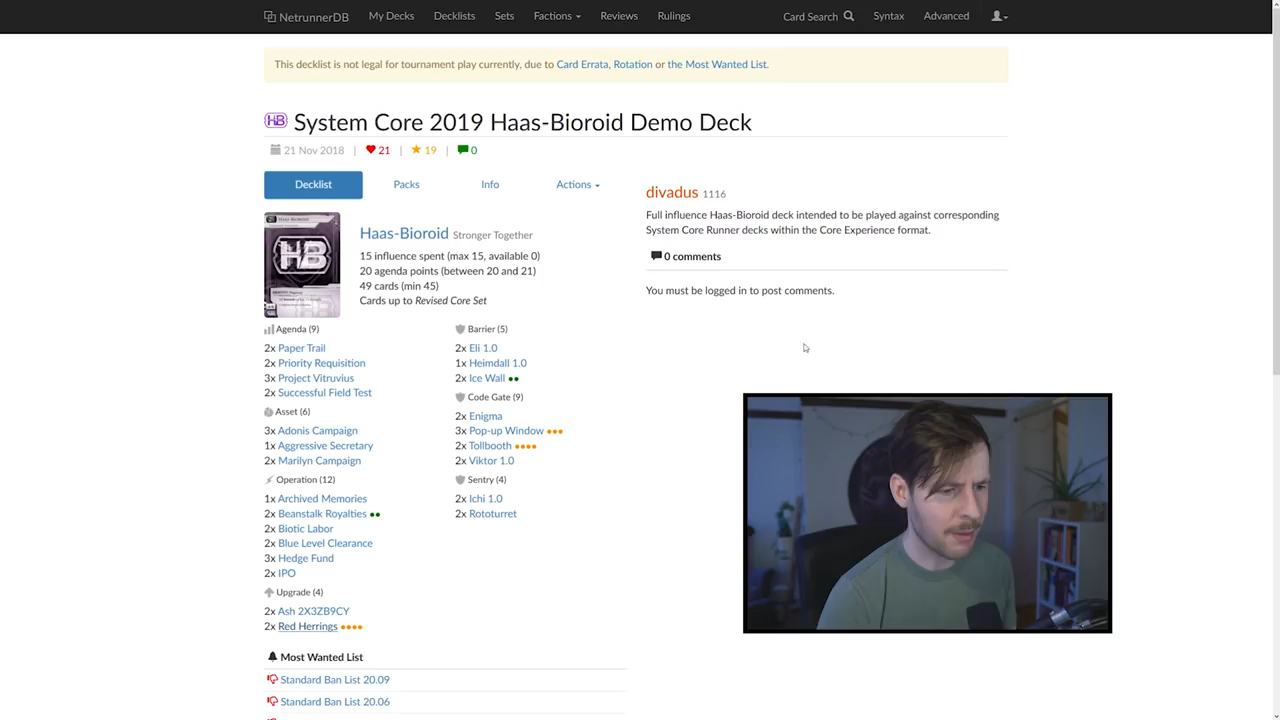 NetrunnerDB My Decks Decklists Sets Factions Reviews Rulings Card Search Syntax Advanced
This decklist is not legal for tournament play currently, due to Card Errata, Rotation or the Most Wanted List.
HB System Core 2019 Haas-Bioroid Demo Deck
21 Nov 2018 | 21 | 19 | 0
Decklist Packs Info Actions
divadus 1116
Full influence Haas-Bioroid deck intended to be played against corresponding
System Core Runner decks within the Core Experience format.
0 comments
You must be logged in to post comments.
Haas-Bioroid
HB
Haas-Bioroid Stronger Together
15 influence spent (max 15, available 0)
20 agenda points (between 20 and 21)
49 cards (min 45)
Cards up to Revised Core Set
Agenda (9)
2x Paper Trail
2x Priority Requisition
3x Project Vitruvius
2x Successful Field Test
Asset (6)
3x Adonis Campaign
1x Aggressive Secretary
2x Marilyn Campaign
Operation (12)
1x Archived Memories
2x Beanstalk Royalties
2x Biotic Labor
2x Blue Level Clearance
3x Hedge Fund
2x IPO
Upgrade (4)
2x Ash 2X3ZB9CY
2x Red Herrings
Barrier (5)
2x Eli 1.0
1x Heimdall 1.0
2x Ice Wall
Code Gate (9)
2x Enigma
3x Pop-up Window
2x Tollbooth
2x Viktor 1.0
Sentry (4)
2x Ichi 1.0
2x Rototurret
Most Wanted List
Standard Ban List 20.09
Standard Ban List 20.06